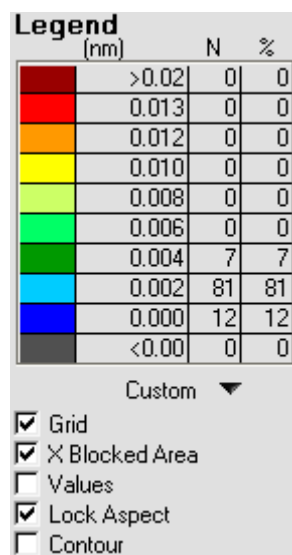 Legend
(nm) N %
>0.02 0 0
0.013 0 0
0.012 0 0
0.010 0 0
0.008 0 0
0.006 0 0
0.004 7 7
0.002 81 81
0.000 12 12
<0.00 0 0
Custom
Grid
X Blocked Area
Values
Lock Aspect
Contour